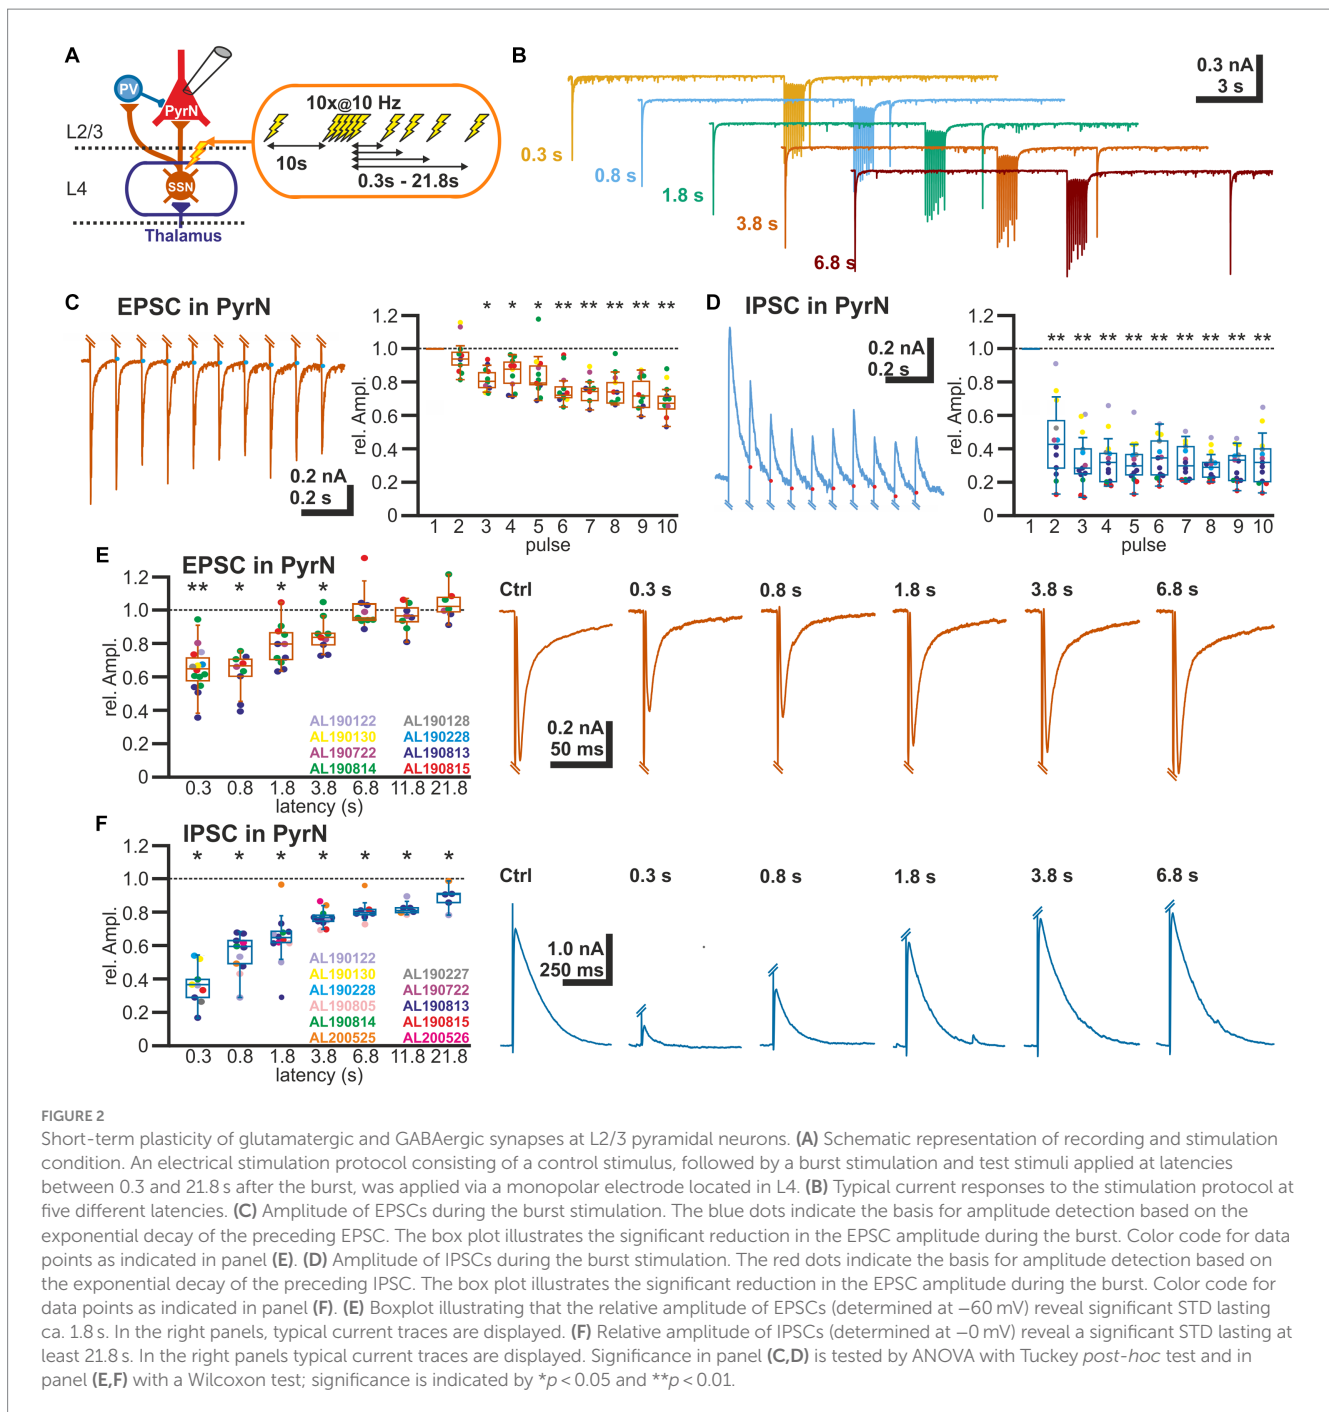 A
PV
PyrN
L2/3
L4
SSN
Thalamus
10x@10 Hz
10s
0.3s - 21.8s
B
0.3 nA
3 s
0.3 s
0.8 s
1.8 s
3.8 s
6.8 s
C
EPSC in PyrN
0.2 nA
0.2 s
* * * ** ** ** ** **
1.2
1.0
0.8
0.6
0.4
0.2
0
rel. Ampl.
1 2 3 4 5 6 7 8 9 10
pulse
D
IPSC in PyrN
0.2 nA
0.2 s
** ** ** ** ** ** ** ** **
1.2
1.0
0.8
0.6
0.4
0.2
0
rel. Ampl.
1 2 3 4 5 6 7 8 9 10
pulse
E
EPSC in PyrN
** * * *
1.2
1.0
0.8
0.6
0.4
0.2
0
rel. Ampl.
AL190122 AL190128
AL190130 AL190228
AL190722 AL190813
AL190814 AL190815
0.3 0.8 1.8 3.8 6.8 11.8 21.8
latency (s)
Ctrl 0.3 s 0.8 s 1.8 s 3.8 s 6.8 s
0.2 nA
50 ms
F
IPSC in PyrN
* * * * * * *
1.2
1.0
0.8
0.6
0.4
0.2
0
rel. Ampl.
AL190122
AL190130 AL190227
AL190228 AL190722
AL190805 AL190813
AL190814 AL190815
AL200525 AL200526
0.3 0.8 1.8 3.8 6.8 11.8 21.8
latency (s)
Ctrl 0.3 s 0.8 s 1.8 s 3.8 s 6.8 s
1.0 nA
250 ms
FIGURE 2
Short-term plasticity of glutamatergic and GABAergic synapses at L2/3 pyramidal neurons. (A) Schematic representation of recording and stimulation
condition. An electrical stimulation protocol consisting of a control stimulus, followed by a burst stimulation and test stimuli applied at latencies
between 0.3 and 21.8 s after the burst, was applied via a monopolar electrode located in L4. (B) Typical current responses to the stimulation protocol at
five different latencies. (C) Amplitude of EPSCs during the burst stimulation. The blue dots indicate the basis for amplitude detection based on the
exponential decay of the preceding EPSC. The box plot illustrates the significant reduction in the EPSC amplitude during the burst. Color code for data
points as indicated in panel (E). (D) Amplitude of IPSCs during the burst stimulation. The red dots indicate the basis for amplitude detection based on
the exponential decay of the preceding IPSC. The box plot illustrates the significant reduction in the EPSC amplitude during the burst. Color code for
data points as indicated in panel (F). (E) Boxplot illustrating that the relative amplitude of EPSCs (determined at −60 mV) reveal significant STD lasting
ca. 1.8 s. In the right panels, typical current traces are displayed. (F) Relative amplitude of IPSCs (determined at −0 mV) reveal a significant STD lasting at
least 21.8 s. In the right panels typical current traces are displayed. Significance in panel (C,D) is tested by ANOVA with Tuckey post-hoc test and in
panel (E,F) with a Wilcoxon test; significance is indicated by *p < 0.05 and **p < 0.01.